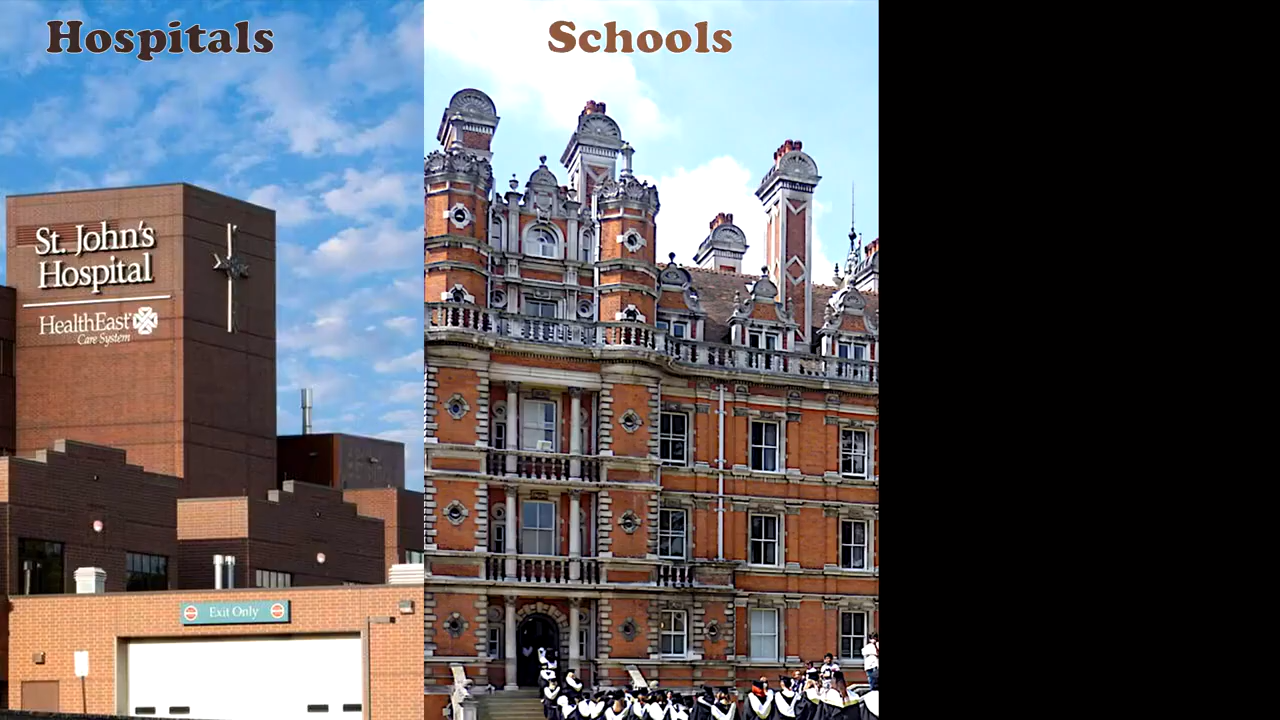 Hospitals
Schools
St. John's
Hospital
HealthEast
Care System
Exit Only